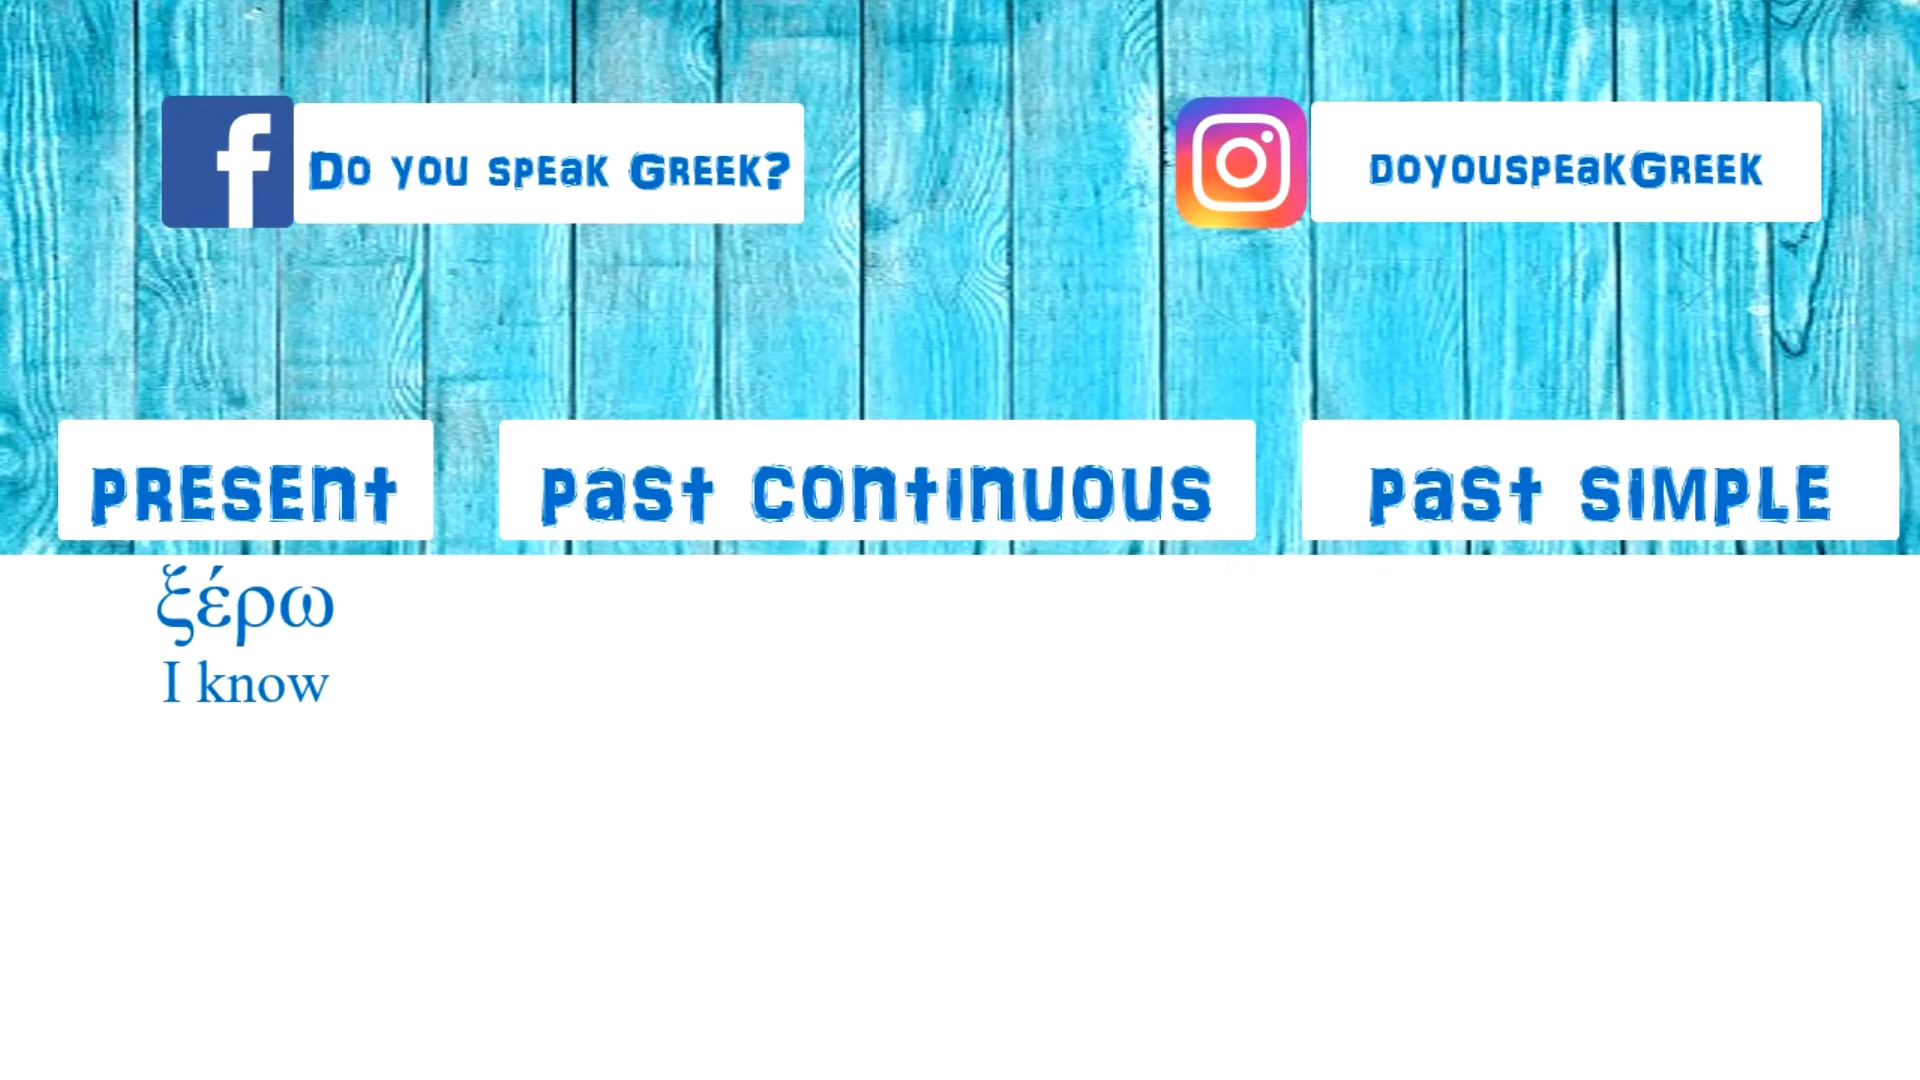 Do you speak Greek?
doyouspeakGreek
present
past continuous
past simple
ξέρω
I know